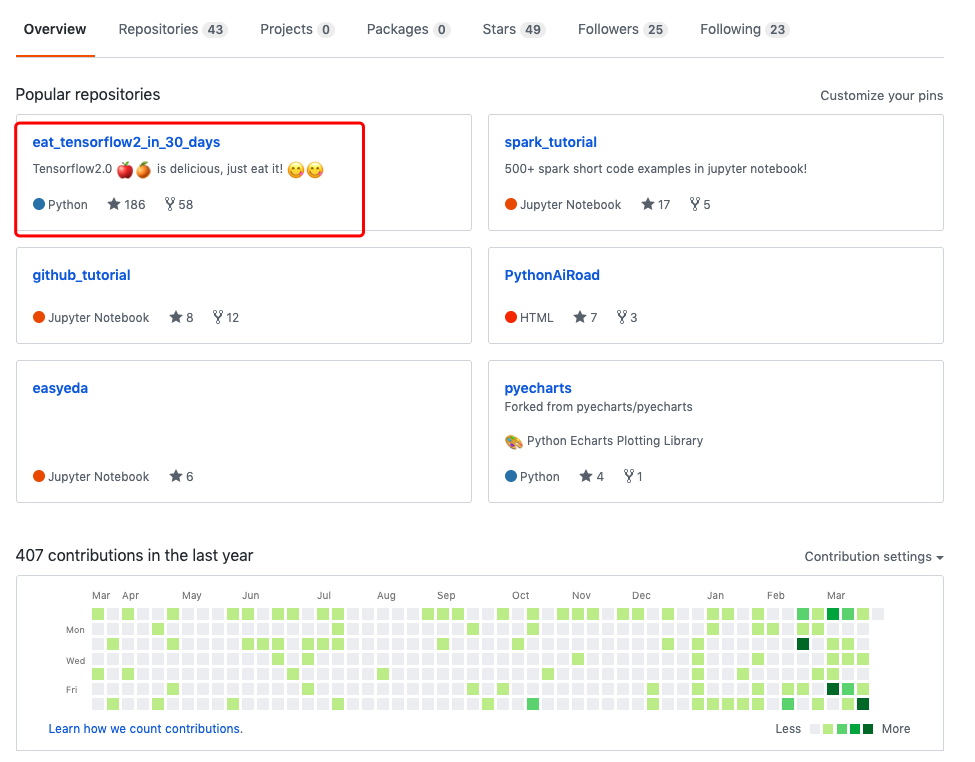 Overview Repositories 43 Projects 0 Packages 0 Stars 49 Followers 25 Following 23
Popular repositories Customize your pins
eat_tensorflow2_in_30_days
Tensorflow2.0 🍎🍊 is delicious, just eat it! 😋😋
Python 186 58
spark_tutorial
500+ spark short code examples in jupyter notebook!
Jupyter Notebook 17 5
github_tutorial
Jupyter Notebook 8 12
PythonAiRoad
HTML 7 3
easyeda
Jupyter Notebook 6
pyecharts
Forked from pyecharts/pyecharts
🎨 Python Echarts Plotting Library
Python 4 1
407 contributions in the last year Contribution settings
Mar Apr May Jun Jul Aug Sep Oct Nov Dec Jan Feb Mar
Mon
Wed
Fri
Learn how we count contributions. Less More